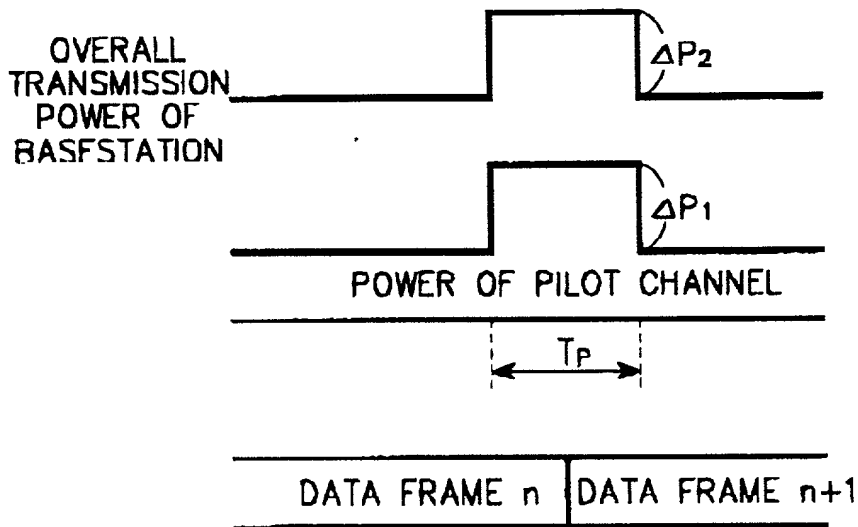 OVERALL
TRANSMISSION
POWER OF
BASFSTATION
ΔP2
ΔP1
POWER OF PILOT CHANNEL
TP
DATA FRAME n
DATA FRAME n+1